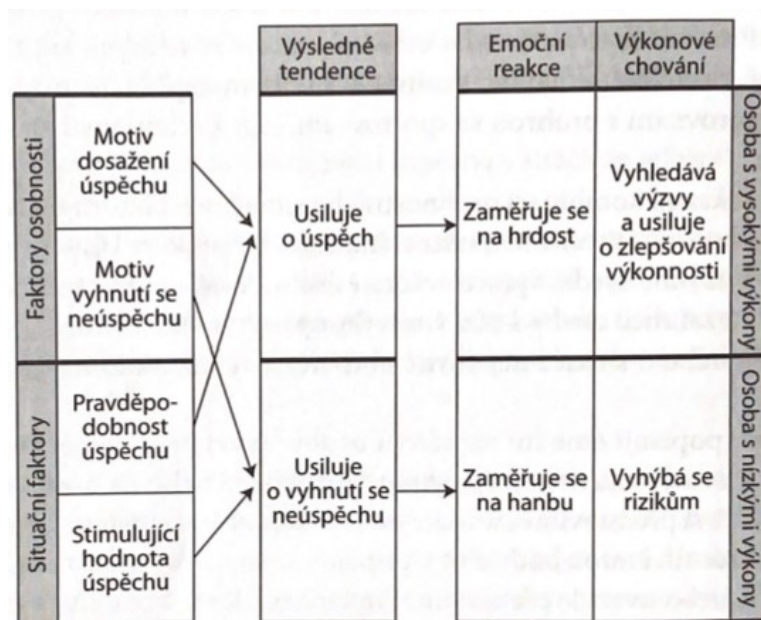 Výsledné
tendence
Emoční
reakce
Výkonové
chování
Faktory osobnosti
Motiv
dosažení
úspěchu
Motiv
vyhnutí se
neúspěchu
Usiluje
o úspěch
Zaměřuje se
na hrdost
Vyhledává
výzvy
a usiluje
o zlepšování
výkonnosti
Osoba s vysokými výkony
Situační faktory
Pravděpo-
dobnost
úspěchu
Stimulující
hodnota
úspěchu
Usiluje
o vyhnutí se
neúspěchu
Zaměřuje se
na hanbu
Vyhýbá se
rizikům
Osoba s nízkými výkony